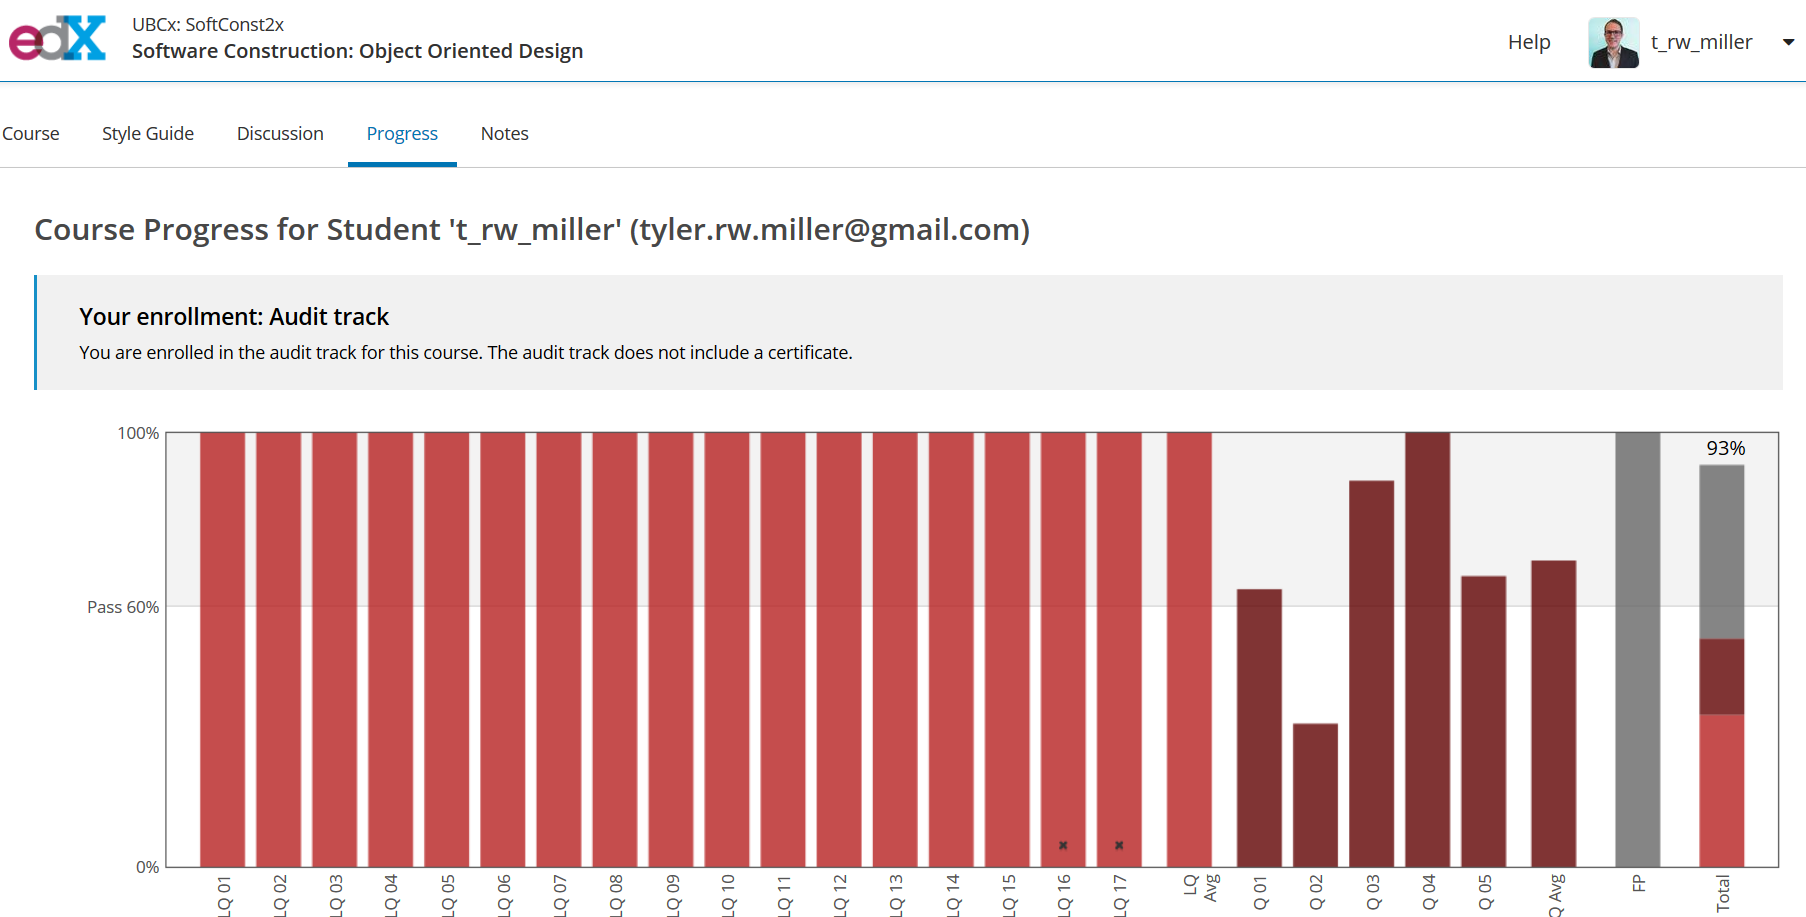 edX
UBCx: SoftConst2x
Software Construction: Object Oriented Design
Help
t_rw_miller
Course
Style Guide
Discussion
Progress
Notes
Course Progress for Student 't_rw_miller' (tyler.rw.miller@gmail.com)
Your enrollment: Audit track
You are enrolled in the audit track for this course. The audit track does not include a certificate.
100%
93%
Pass 60%
0%
LQ 01
LQ 02
LQ 03
LQ 04
LQ 05
LQ 06
LQ 07
LQ 08
LQ 09
LQ 10
LQ 11
LQ 12
LQ 13
LQ 14
LQ 15
LQ 16
LQ 17
LQ
Avg
Q 01
Q 02
Q 03
Q 04
Q 05
Q Avg
FP
Total